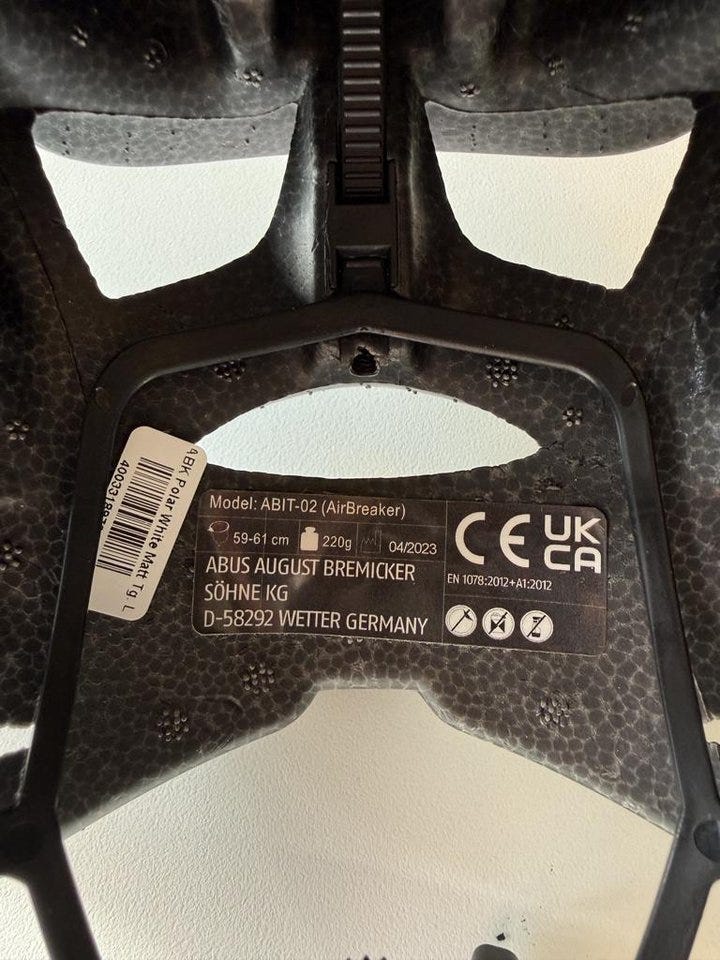 ABK Polar White Matt Tg. L
Model: ABIT-02 (AirBreaker)
59-61 cm 220g 04/2023
ABUS AUGUST BREMICKER
SÖHNE KG
D-58292 WETTER GERMANY
CE UK
CA
EN 1078:2012+A1:2012